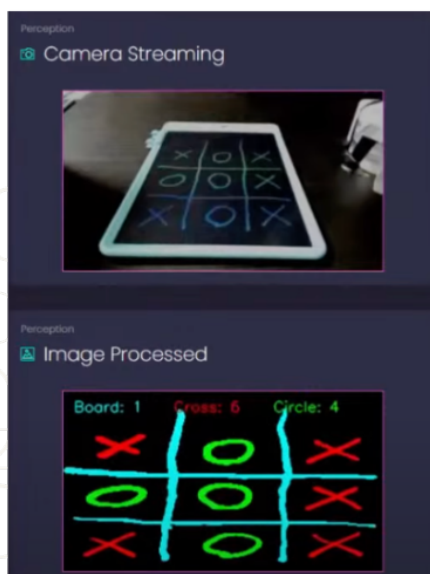 Perception
Camera Streaming
Perception
Image Processed
Board: 1 Cross: 6 Circle: 4